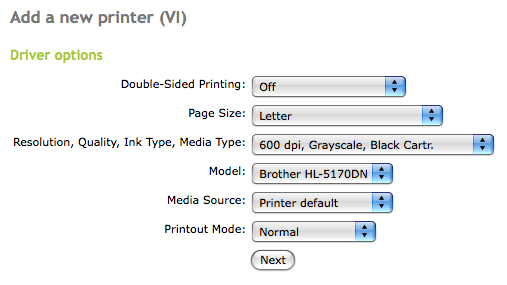 Add a new printer (VI)
Driver options
Double-Sided Printing: Off
Page Size: Letter
Resolution, Quality, Ink Type, Media Type: 600 dpi, Grayscale, Black Cartr.
Model: Brother HL-5170DN
Media Source: Printer default
Printout Mode: Normal
Next